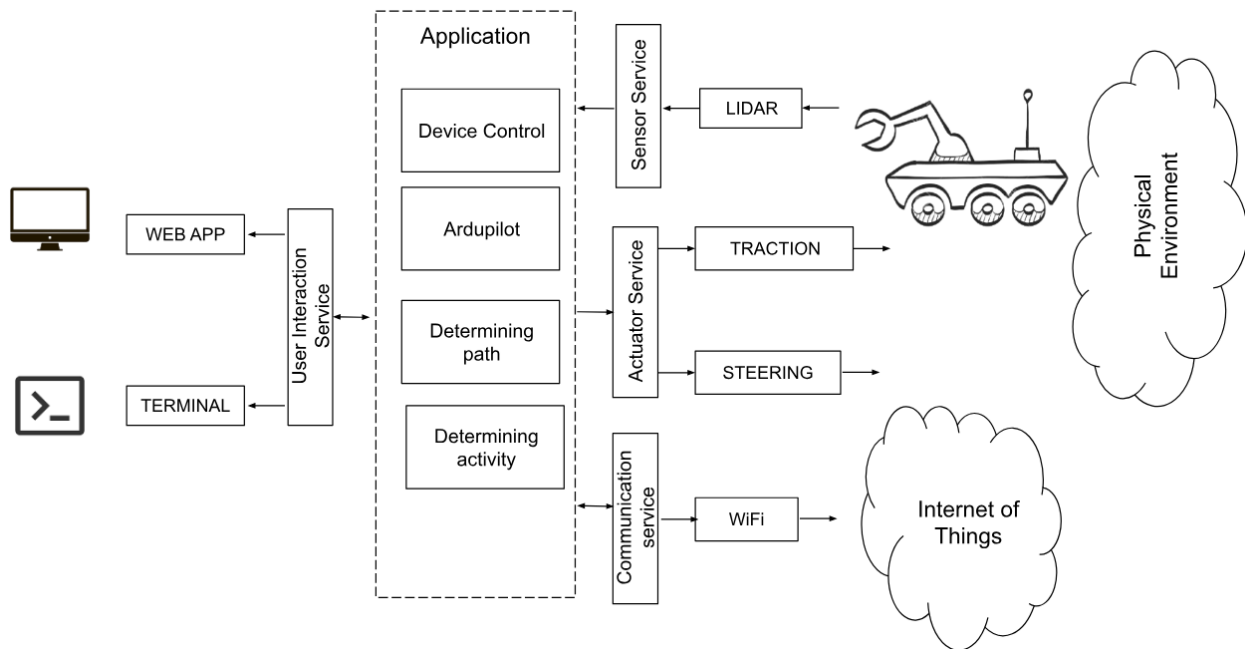 Application
Device Control
Ardupilot
Determining
path
Determining
activity
WEB APP
TERMINAL
User Interaction
Service
Sensor Service
LIDAR
Actuator Service
TRACTION
STEERING
Communication
service
WiFi
Physical
Environment
Internet of
Things